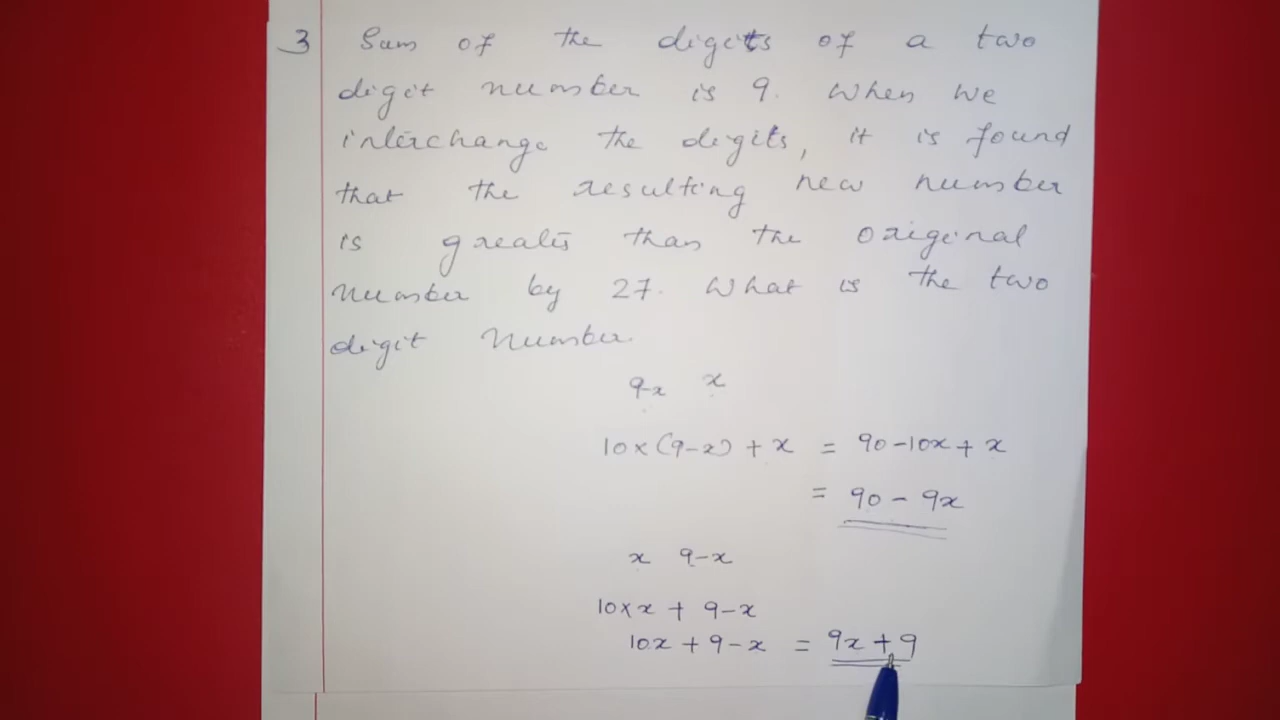 3 Sum of the digits of a two
digit number is 9. When we
interchange the digits, it is found
that the resulting new number
is greater than the original
number by 27. What is the two
digit number.
9-x x
10x(9-x) + x = 90-10x + x
= 90 - 9x
x 9-x
10xx + 9-x
10x + 9-x = 9x+9